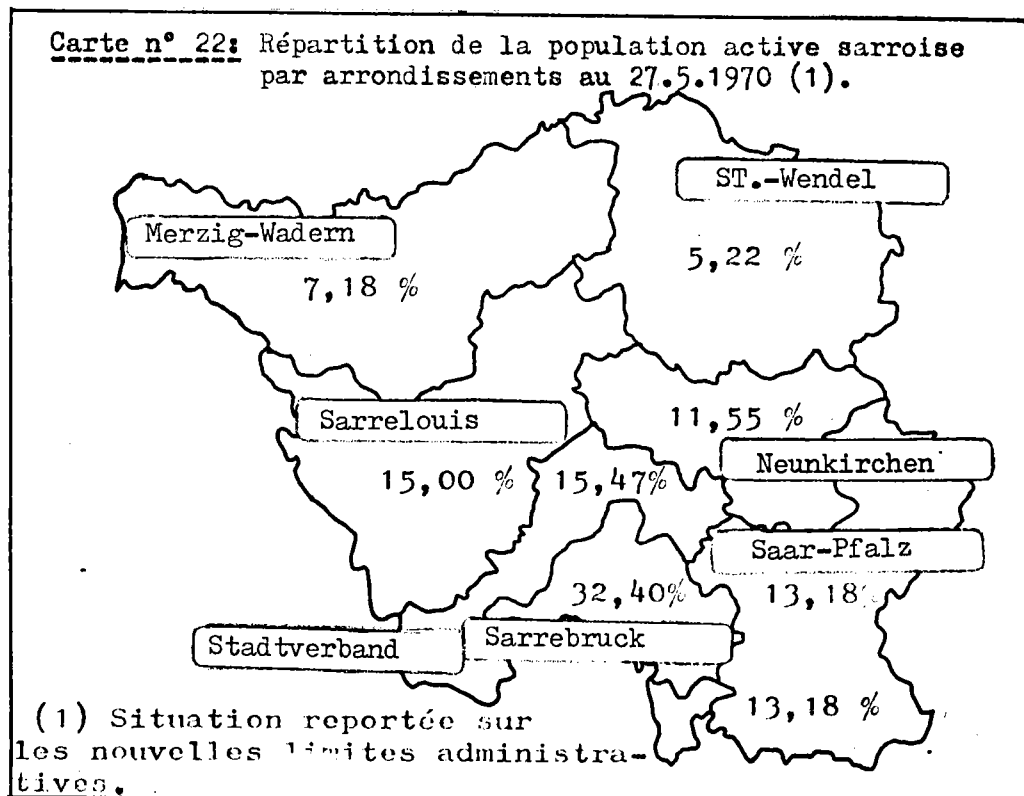 Carte n° 22: Répartition de la population active sarroise
par arrondissements au 27.5.1970 (1).
ST.-Wendel
5,22 %
Merzig-Wadern
7,18 %
Sarrelouis
15,00 %
11,55 %
Neunkirchen
15,47%
Saar-Pfalz
13,18%
32,40%
Stadtverband
Sarrebruck
13,18 %
(1) Situation reportée sur
les nouvelles limites administra-
tives.